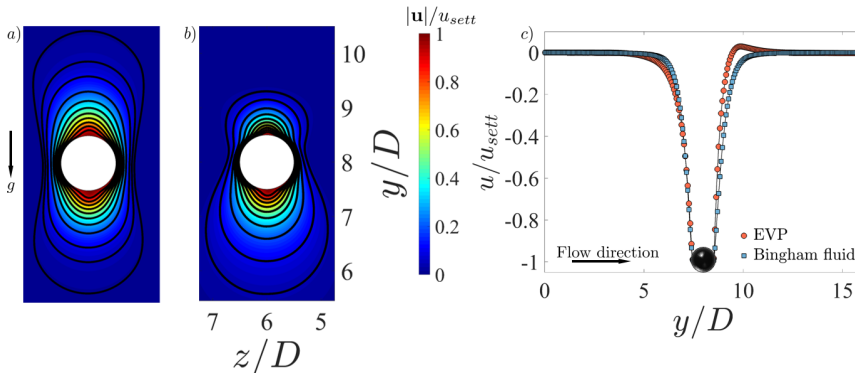 a)
b)
|u|/u_sett
c)
g
10
9
8
7
6
y/D
7
6
5
z/D
1
0.8
0.6
0.4
0.2
0
0
-0.2
-0.4
-0.6
-0.8
-1
u/u_sett
EVP
Bingham fluid
Flow direction
0
5
10
15
y/D